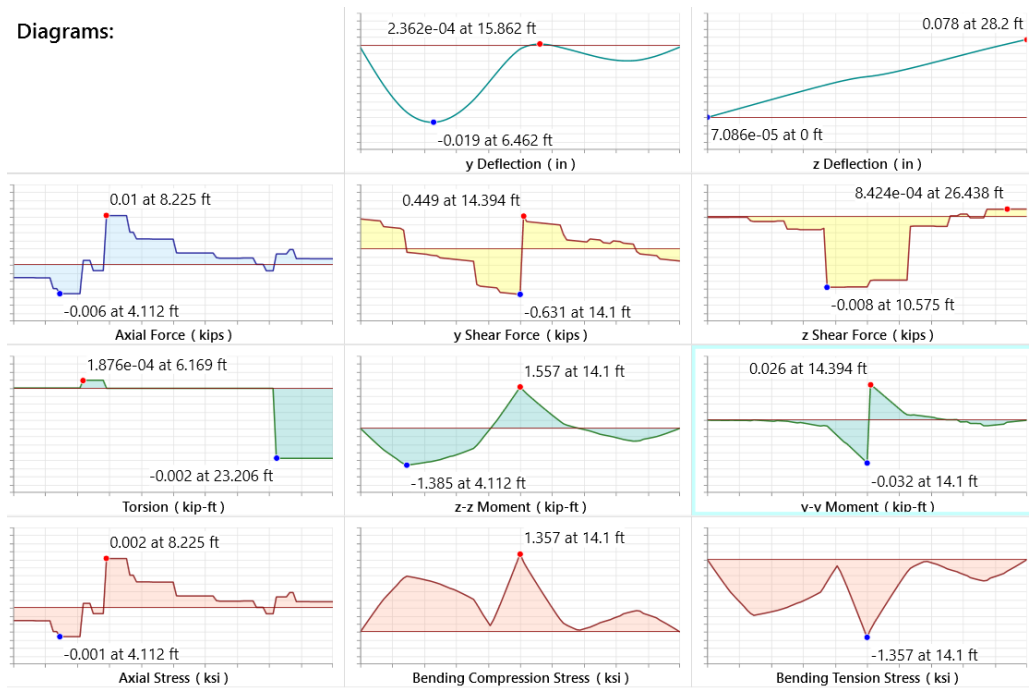 Diagrams:
2.362e-04 at 15.862 ft
-0.019 at 6.462 ft
y Deflection ( in )
0.078 at 28.2 ft
7.086e-05 at 0 ft
z Deflection ( in )
0.01 at 8.225 ft
-0.006 at 4.112 ft
Axial Force ( kips )
0.449 at 14.394 ft
-0.631 at 14.1 ft
y Shear Force ( kips )
8.424e-04 at 26.438 ft
-0.008 at 10.575 ft
z Shear Force ( kips )
1.876e-04 at 6.169 ft
-0.002 at 23.206 ft
Torsion ( kip-ft )
1.557 at 14.1 ft
-1.385 at 4.112 ft
z-z Moment ( kip-ft )
0.026 at 14.394 ft
-0.032 at 14.1 ft
y-y Moment ( kip-ft )
0.002 at 8.225 ft
-0.001 at 4.112 ft
Axial Stress ( ksi )
1.357 at 14.1 ft
Bending Compression Stress ( ksi )
-1.357 at 14.1 ft
Bending Tension Stress ( ksi )